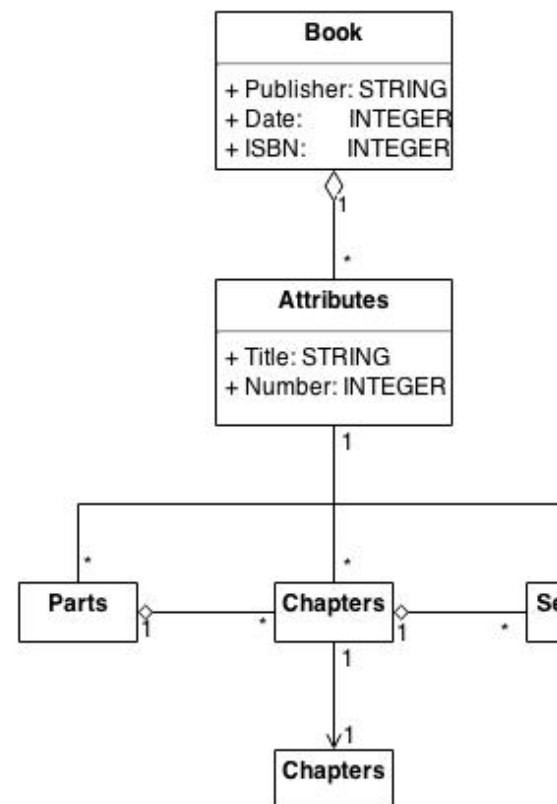 Book
+ Publisher: STRING
+ Date: INTEGER
+ ISBN: INTEGER
1
*
Attributes
+ Title: STRING
+ Number: INTEGER
1
* *
Parts Chapters
1 * 1 *
1
1
Chapters